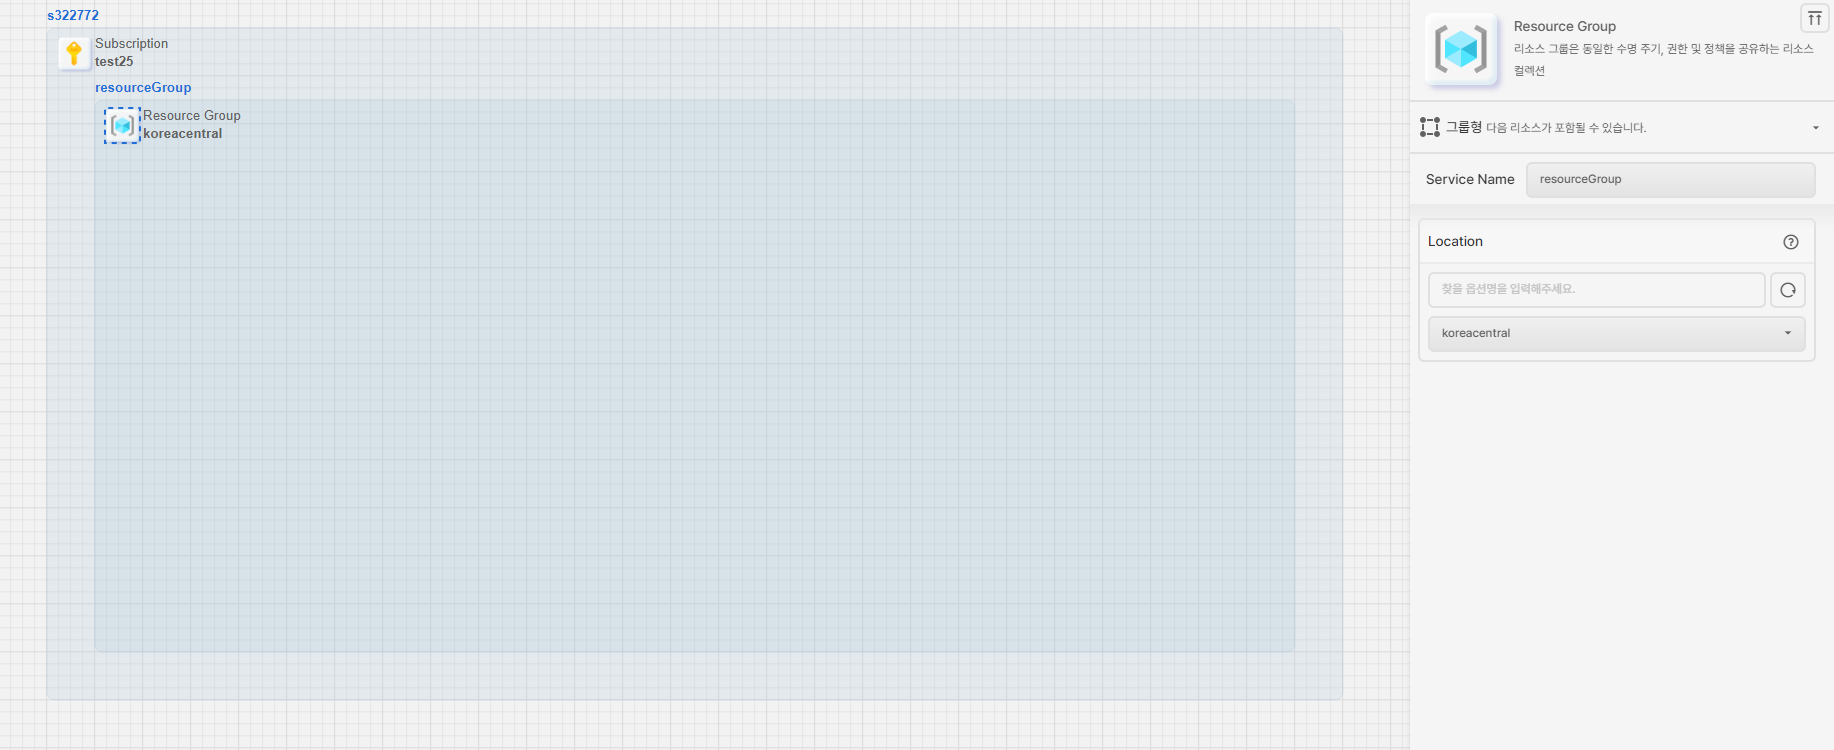 s322772
Subscription
test25
resourceGroup
Resource Group
koreacentral
Resource Group
리소스 그룹은 동일한 수명 주기, 권한 및 정책을 공유하는 리소스
컬렉션
그룹형 다음 리소스가 포함될 수 있습니다.
Service Name
resourceGroup
Location
찾을 옵션명을 입력해주세요.
koreacentral